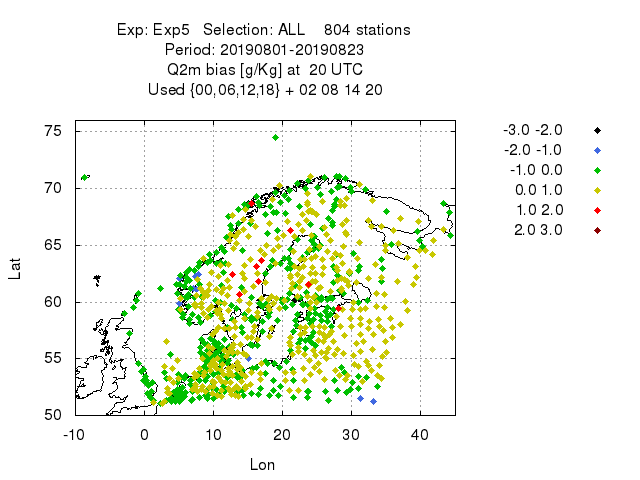 Exp: Exp5   Selection: ALL    804 stations
Period: 20190801-20190823
Q2m bias [g/Kg] at  20 UTC
Used {00,06,12,18} + 02 08 14 20
-3.0 -2.0
-2.0 -1.0
-1.0 0.0
0.0 1.0
1.0 2.0
2.0 3.0
75
70
65
60
55
50
Lat
-10 0 10 20 30 40
Lon